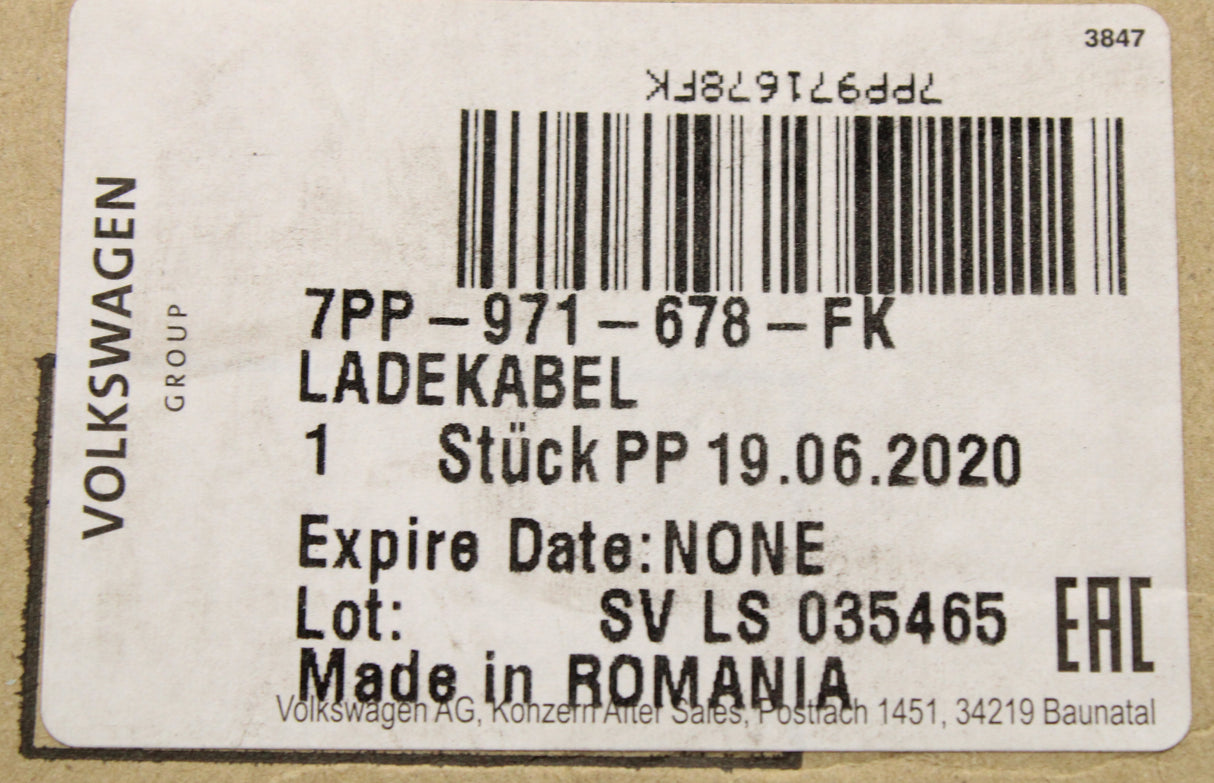 3847
7PP971678FK
VOLKSWAGEN
GROUP
7PP-971-678-FK
LADEKABEL
1 Stück PP 19.06.2020
Expire Date: NONE
Lot: SV LS 035465
EAC
Made in ROMANIA
Volkswagen AG, Konzern After Sales, Postfach 1451, 34219 Baunatal